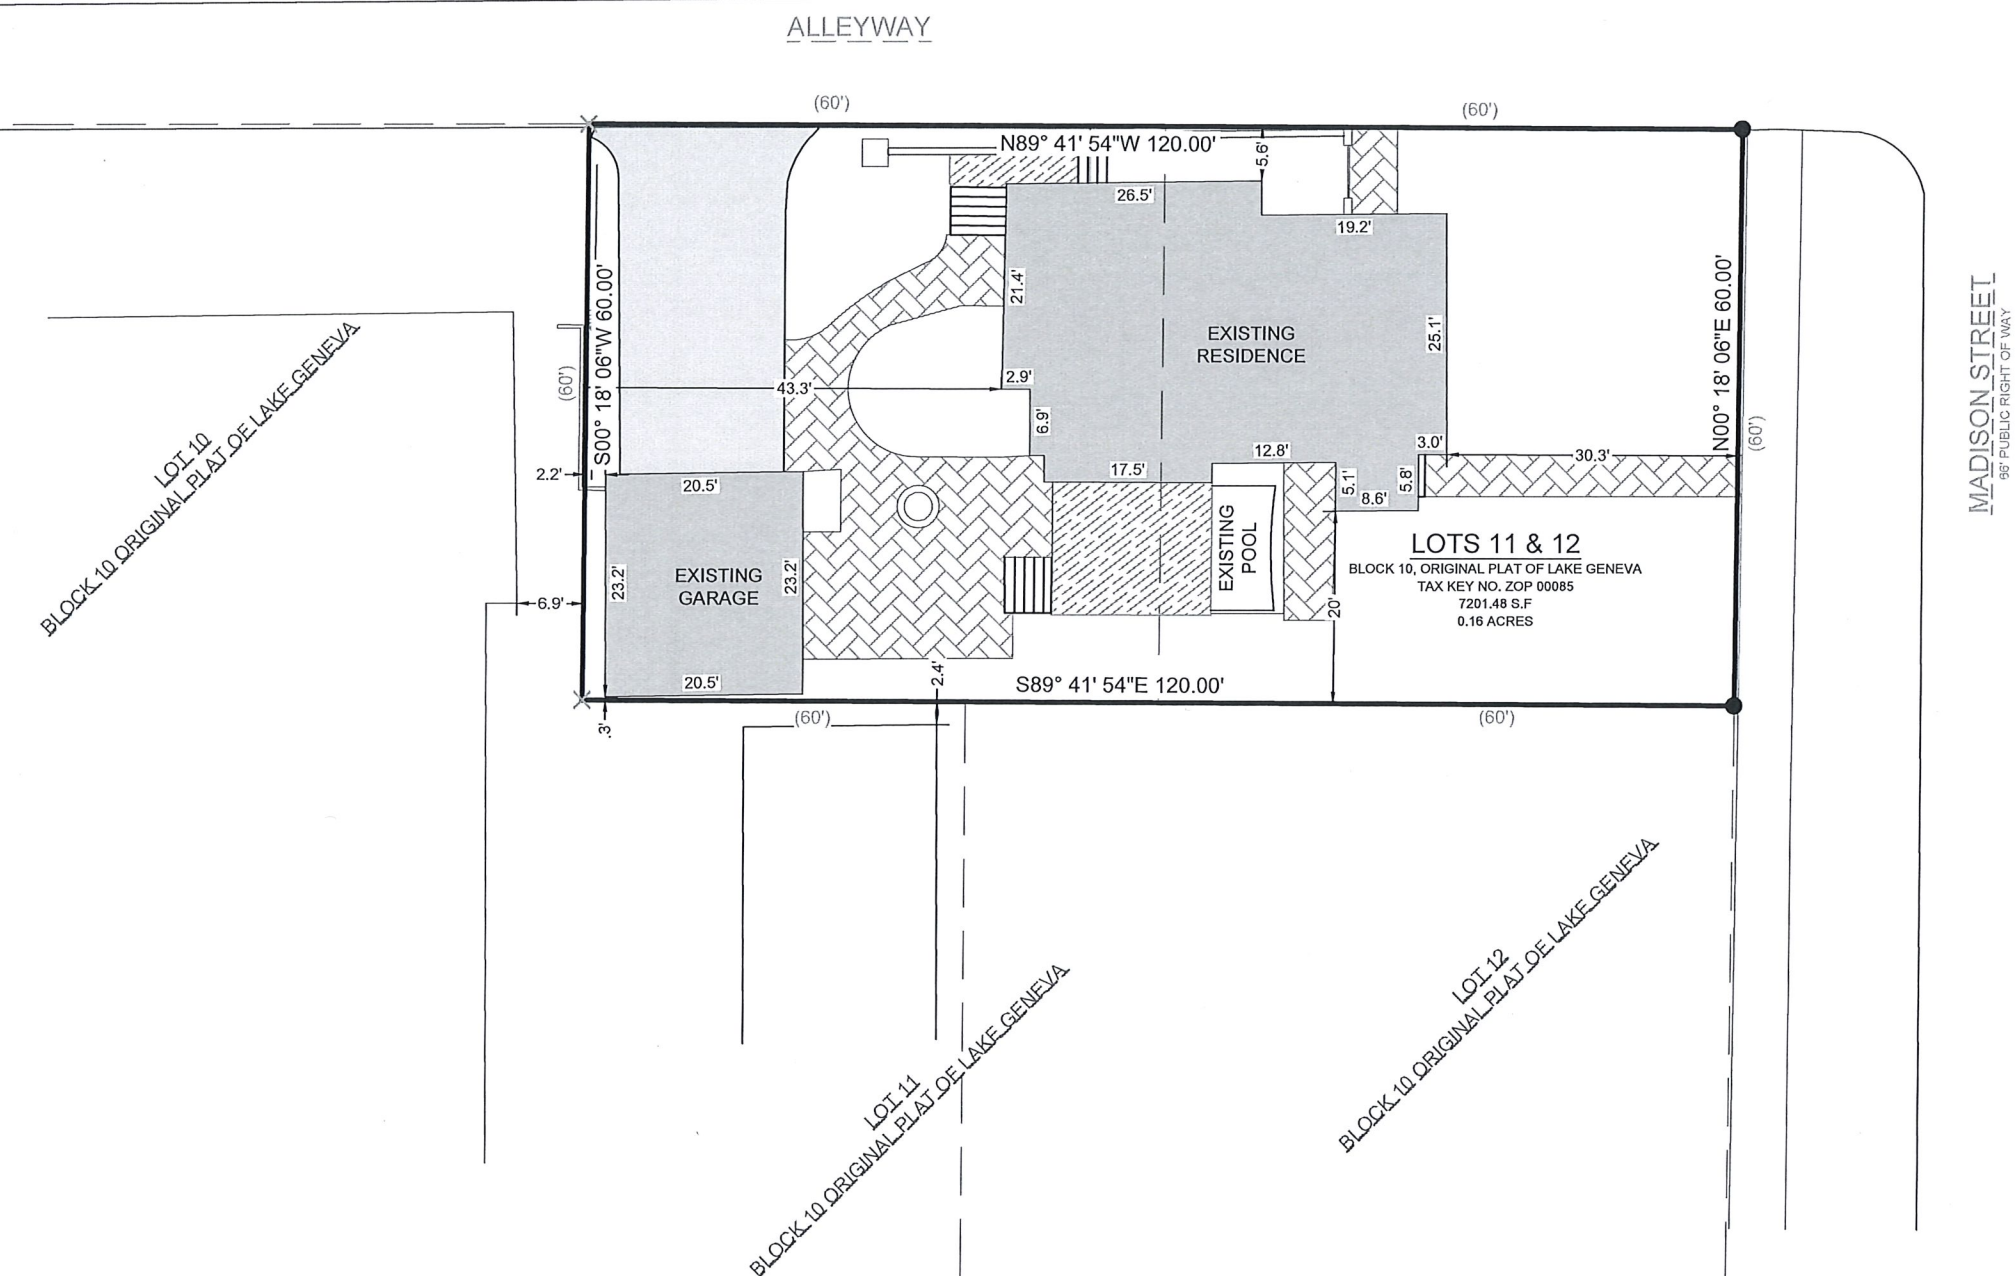 ALLEYWAY
(60')
(60')
N89° 41' 54"W 120.00'
5.6'
26.5'
19.2'
S00° 18' 06"W 60.00'
(60')
21.4'
EXISTING
RESIDENCE
25.1'
N00° 18' 06"E 60.00'
(60')
MADISON STREET
66' PUBLIC RIGHT OF WAY
43.3'
2.9'
6.9'
LOT 10
BLOCK 10 ORIGINAL PLAT OF LAKE GENEVA
2.2'
20.5'
17.5'
12.8'
3.0'
30.3'
5.1'
8.6'
5.8'
23.2'
EXISTING
GARAGE
23.2'
EXISTING
POOL
LOTS 11 & 12
BLOCK 10, ORIGINAL PLAT OF LAKE GENEVA
TAX KEY NO. ZOP 00085
7201.48 S.F
0.16 ACRES
6.9'
20'
20.5'
2.4'
S89° 41' 54"E 120.00'
.3'
(60')
(60')
LOT 11
BLOCK 10 ORIGINAL PLAT OF LAKE GENEVA
LOT 12
BLOCK 10 ORIGINAL PLAT OF LAKE GENEVA